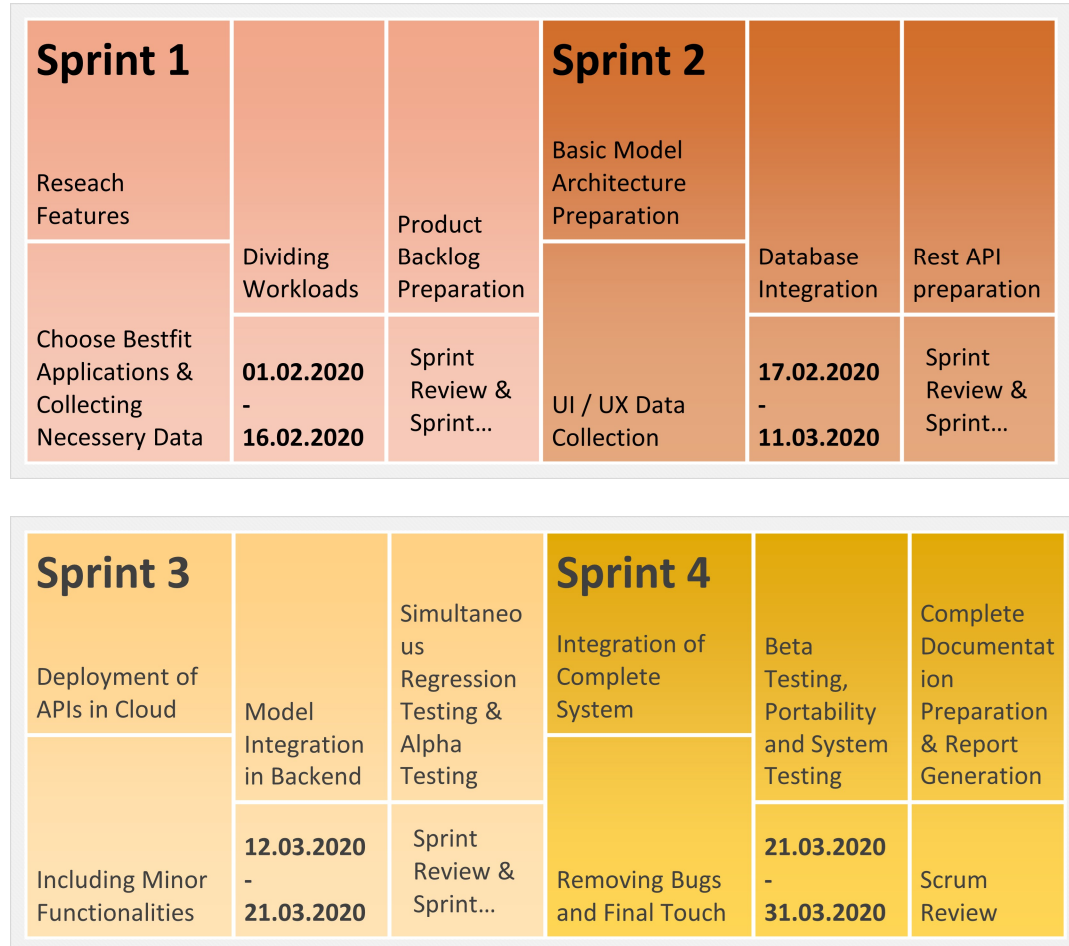 Sprint 1
Reseach
Features
Choose Bestfit
Applications &
Collecting
Necessery Data
Dividing
Workloads
01.02.2020
-
16.02.2020
Product
Backlog
Preparation
Sprint
Review &
Sprint...
Sprint 2
Basic Model
Architecture
Preparation
UI / UX Data
Collection
Database
Integration
17.02.2020
-
11.03.2020
Rest API
preparation
Sprint
Review &
Sprint...
Sprint 3
Deployment of
APIs in Cloud
Including Minor
Functionalities
Model
Integration
in Backend
12.03.2020
-
21.03.2020
Simultaneo
us
Regression
Testing &
Alpha
Testing
Sprint
Review &
Sprint...
Sprint 4
Integration of
Complete
System
Removing Bugs
and Final Touch
Beta
Testing,
Portability
and System
Testing
21.03.2020
-
31.03.2020
Complete
Documentat
ion
Preparation
& Report
Generation
Scrum
Review